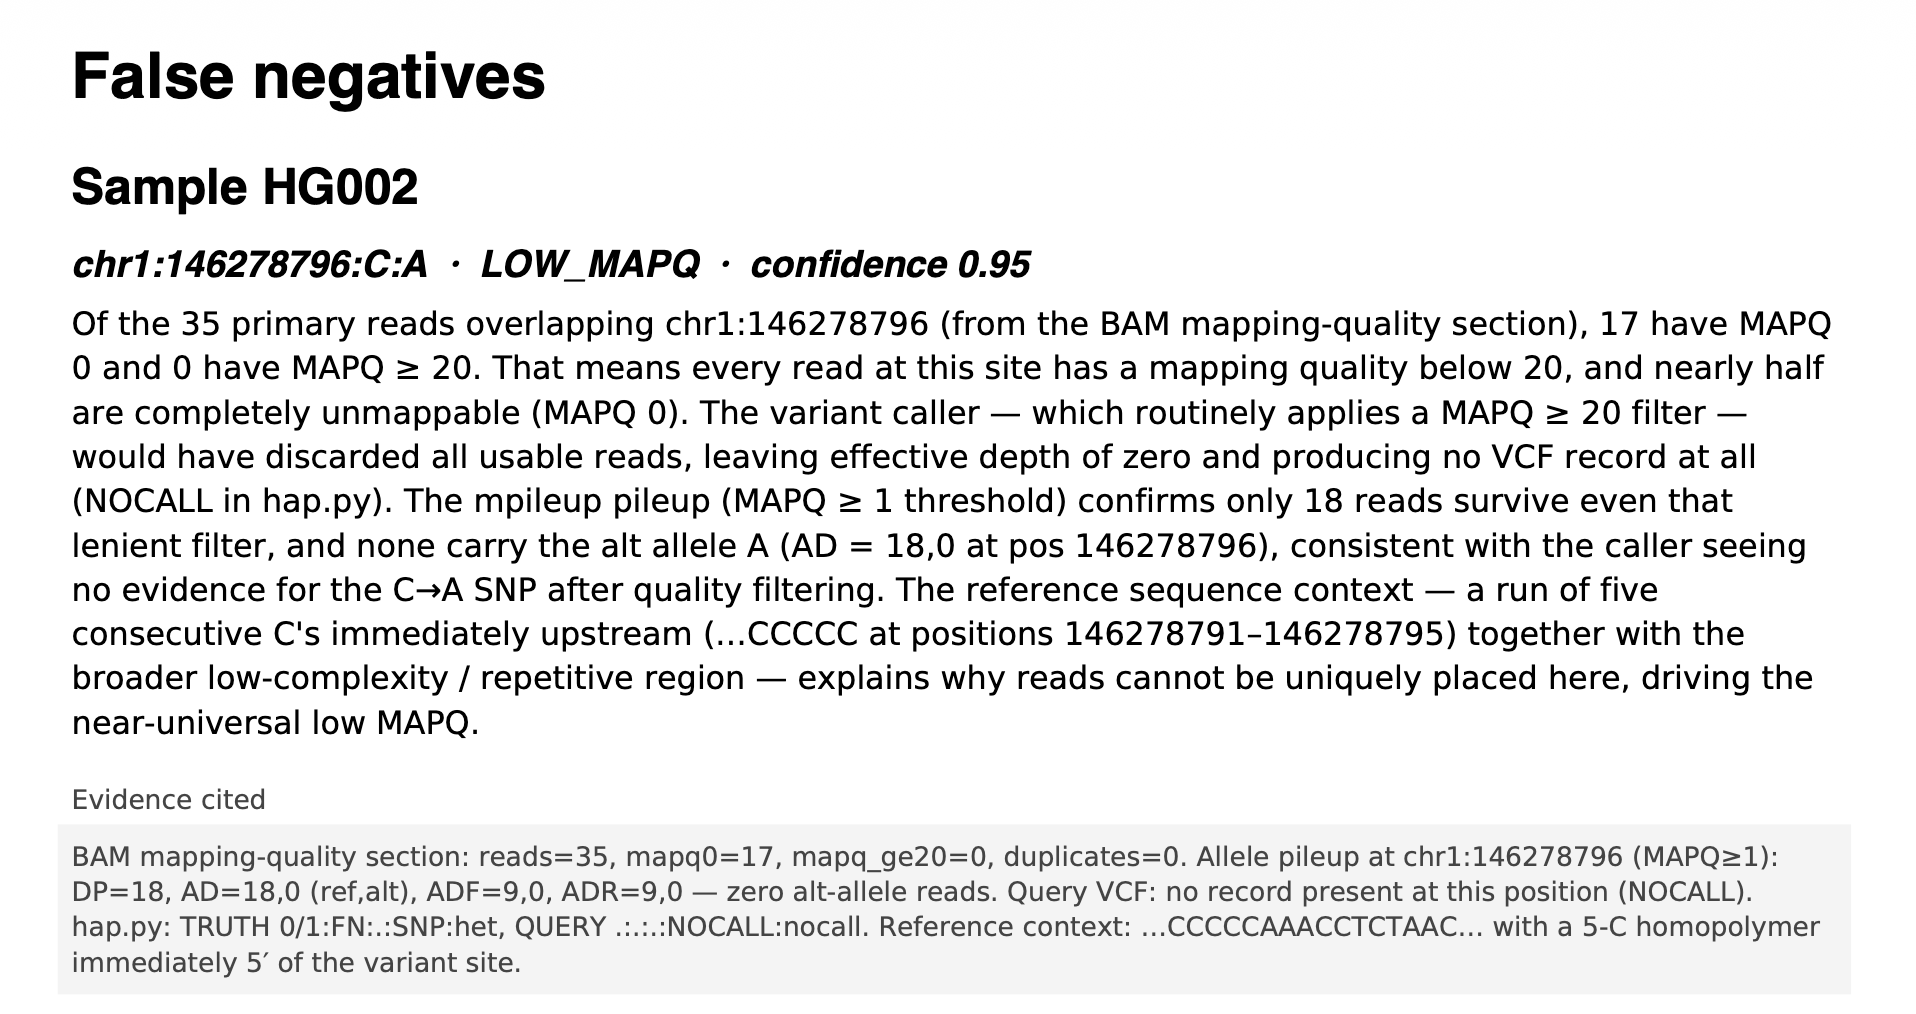 False negatives
Sample HG002
chr1:146278796:C:A · LOW_MAPQ · confidence 0.95
Of the 35 primary reads overlapping chr1:146278796 (from the BAM mapping-quality section), 17 have MAPQ
0 and 0 have MAPQ ≥ 20. That means every read at this site has a mapping quality below 20, and nearly half
are completely unmappable (MAPQ 0). The variant caller — which routinely applies a MAPQ ≥ 20 filter —
would have discarded all usable reads, leaving effective depth of zero and producing no VCF record at all
(NOCALL in hap.py). The mpileup pileup (MAPQ ≥ 1 threshold) confirms only 18 reads survive even that
lenient filter, and none carry the alt allele A (AD = 18,0 at pos 146278796), consistent with the caller seeing
no evidence for the C→A SNP after quality filtering. The reference sequence context — a run of five
consecutive C's immediately upstream (...CCCCC at positions 146278791–146278795) together with the
broader low-complexity / repetitive region — explains why reads cannot be uniquely placed here, driving the
near-universal low MAPQ.
Evidence cited
BAM mapping-quality section: reads=35, mapq0=17, mapq_ge20=0, duplicates=0. Allele pileup at chr1:146278796 (MAPQ≥1):
DP=18, AD=18,0 (ref,alt), ADF=9,0, ADR=9,0 — zero alt-allele reads. Query VCF: no record present at this position (NOCALL).
hap.py: TRUTH 0/1:FN:.:SNP:het, QUERY .:.:.:NOCALL:nocall. Reference context: ...CCCCCAAACCTCTAAC... with a 5-C homopolymer
immediately 5′ of the variant site.